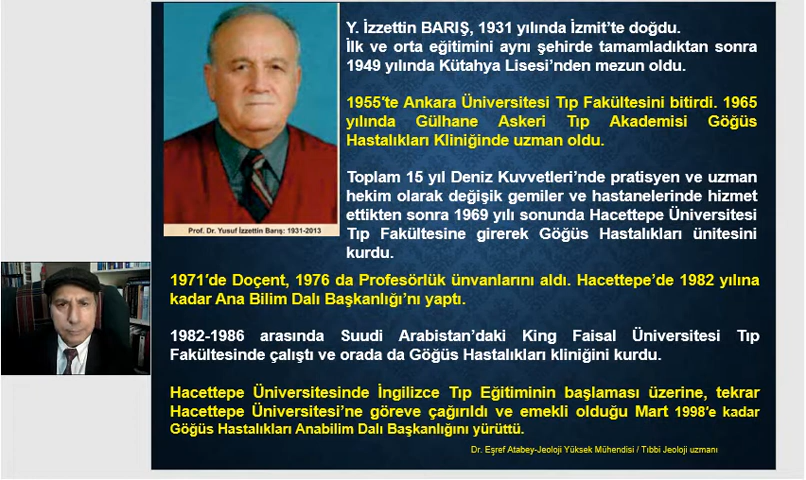 Y. İzzettin BARIŞ, 1931 yılında İzmit'te doğdu.
İlk ve orta eğitimini aynı şehirde tamamladıktan sonra
1949 yılında Kütahya Lisesi'nden mezun oldu.
1955'te Ankara Üniversitesi Tıp Fakültesini bitirdi. 1965
yılında Gülhane Askeri Tıp Akademisi Göğüs
Hastalıkları Kliniğinde uzman oldu.
Toplam 15 yıl Deniz Kuvvetleri'nde pratisyen ve uzman
hekim olarak değişik gemiler ve hastanelerinde hizmet
ettikten sonra 1969 yılı sonunda Hacettepe Üniversitesi
Tıp Fakültesine girerek Göğüs Hastalıkları ünitesini
kurdu.
Prof. Dr. Yusuf İzzettin Barış: 1931-2013
1971'de Doçent, 1976 da Profesörlük ünvanlarını aldı. Hacettepe'de 1982 yılına
kadar Ana Bilim Dalı Başkanlığı'nı yaptı.
1982-1986 arasında Suudi Arabistan'daki King Faisal Üniversitesi Tıp
Fakültesinde çalıştı ve orada da Göğüs Hastalıkları kliniğini kurdu.
Hacettepe Üniversitesinde İngilizce Tıp Eğitiminin başlaması üzerine, tekrar
Hacettepe Üniversitesi'ne göreve çağırıldı ve emekli olduğu Mart 1998'e kadar
Göğüs Hastalıkları Anabilim Dalı Başkanlığını yürüttü.
Dr. Eşref Atabey-Jeoloji Yüksek Mühendisi / Tıbbi Jeoloji uzmanı